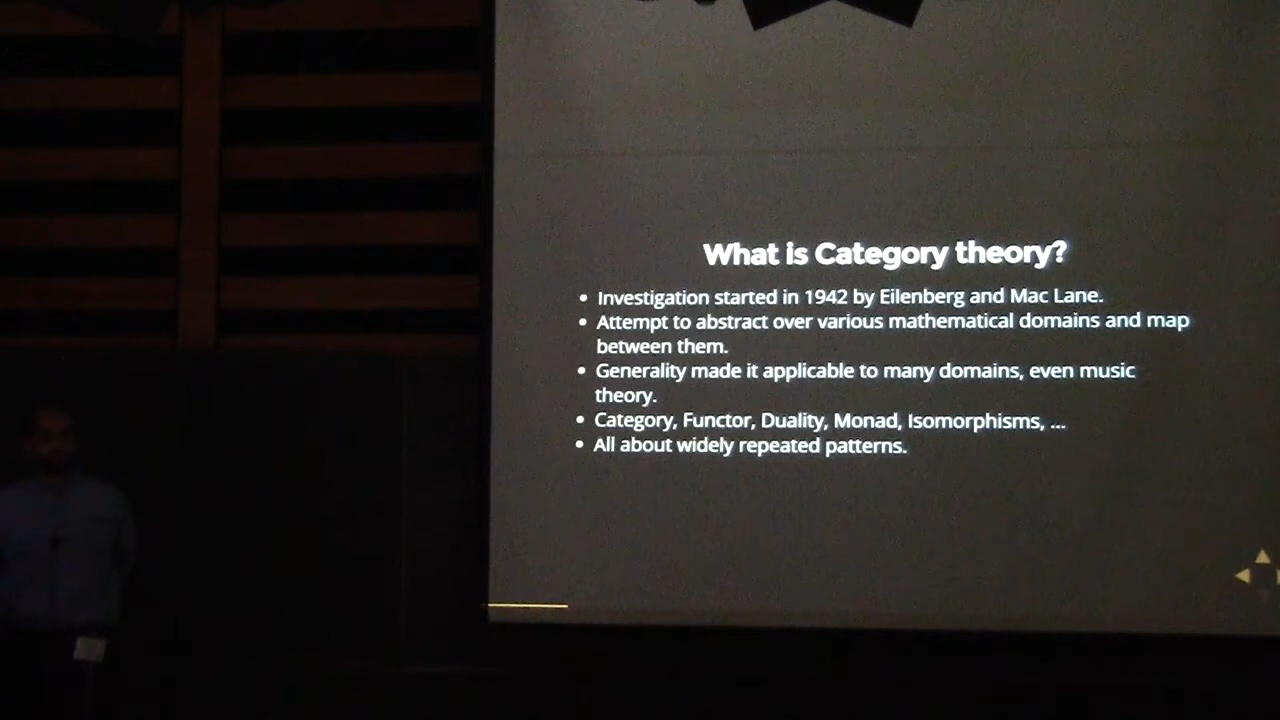 What is Category theory?
• Investigation started in 1942 by Eilenberg and Mac Lane.
• Attempt to abstract over various mathematical domains and map
between them.
• Generality made it applicable to many domains, even music
theory.
• Category, Functor, Duality, Monad, Isomorphisms, ...
• All about widely repeated patterns.